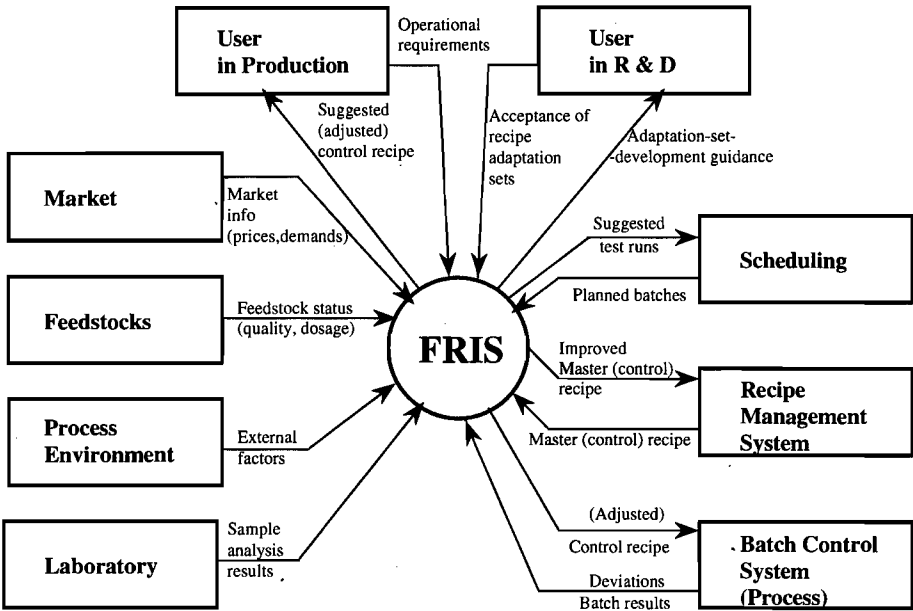 User
in Production
Operational
requirements
User
in R & D
Suggested
(adjusted)
control recipe
Acceptance of
recipe
adaptation
sets
Adaptation-set-
-development guidance
Market
Market
info
(prices,demands)
Suggested
test runs
Scheduling
Planned batches
Feedstocks
Feedstock status
(quality, dosage)
FRIS
Improved
Master (control)
recipe
Recipe
Management
System
Master (control) recipe
Process
Environment
External
factors
Laboratory
Sample
analysis
results
(Adjusted)
Control recipe
Deviations
Batch results
Batch Control
System
(Process)